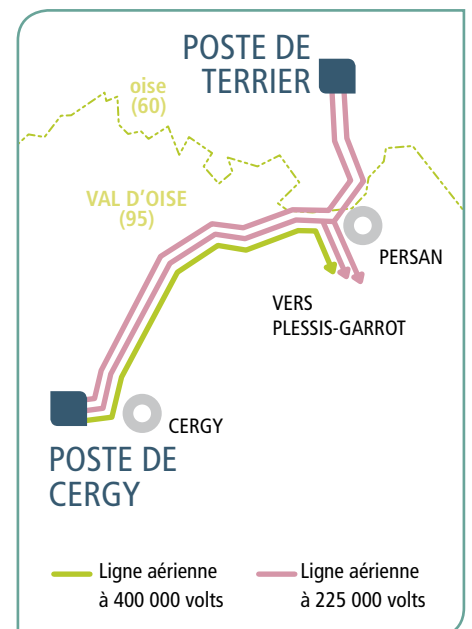 POSTE DE
TERRIER
oise
(60)
VAL D'OISE
(95)
PERSAN
VERS
PLESSIS-GARROT
CERGY
POSTE DE
CERGY
Ligne aérienne
à 400 000 volts
Ligne aérienne
à 225 000 volts